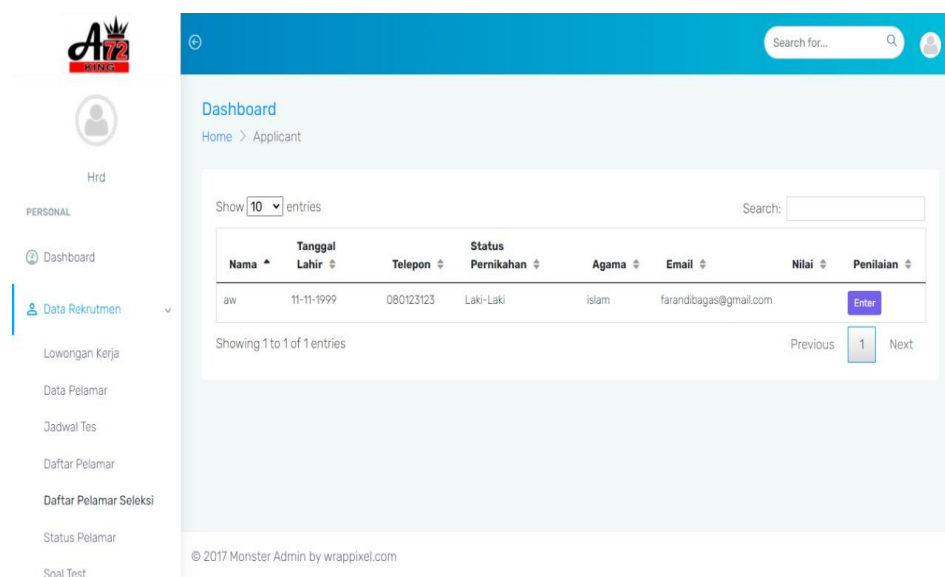 A72
KING
Search for...
Hrd
PERSONAL
Dashboard
Data Rekrutmen
Lowongan Kerja
Data Pelamar
Jadwal Tes
Daftar Pelamar
Daftar Pelamar Seleksi
Status Pelamar
Soal Test
Dashboard
Home > Applicant
Show 10 entries
Search:
Nama Tanggal Lahir Telepon Status Pernikahan Agama Email Nilai Penilaian
aw 11-11-1999 080123123 Laki-Laki islam farandibagas@gmail.com Enter
Showing 1 to 1 of 1 entries
Previous 1 Next
© 2017 Monster Admin by wrappixel.com